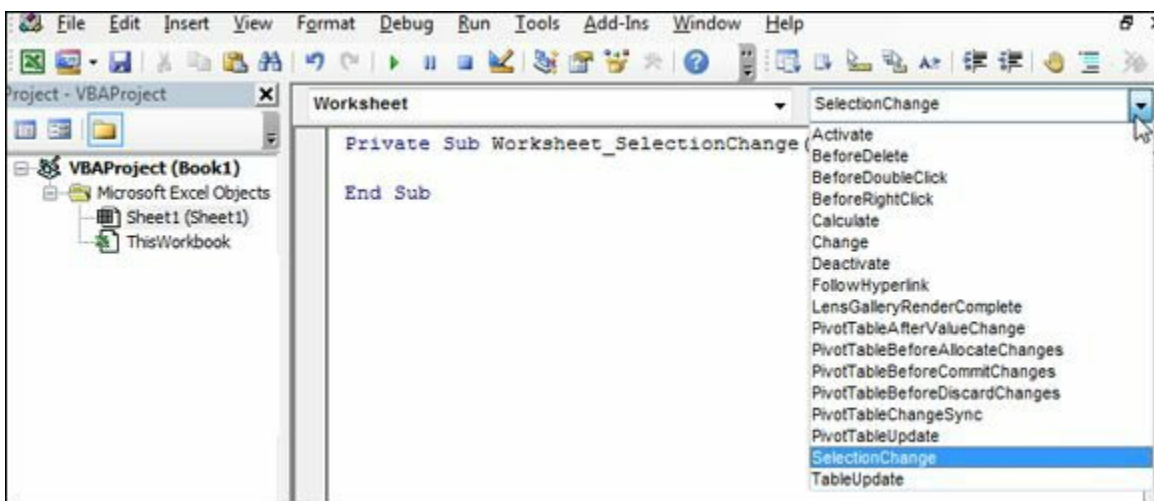 File Edit Insert View Format Debug Run Tools Add-Ins Window Help
Project - VBAProject
VBAProject (Book1)
Microsoft Excel Objects
Sheet1 (Sheet1)
ThisWorkbook
Worksheet
SelectionChange
Private Sub Worksheet_SelectionChange(
End Sub
Activate
BeforeDelete
BeforeDoubleClick
BeforeRightClick
Calculate
Change
Deactivate
FollowHyperlink
LensGalleryRenderComplete
PivotTableAfterValueChange
PivotTableBeforeAllocateChanges
PivotTableBeforeCommitChanges
PivotTableBeforeDiscardChanges
PivotTableChangeSync
PivotTableUpdate
SelectionChange
TableUpdate